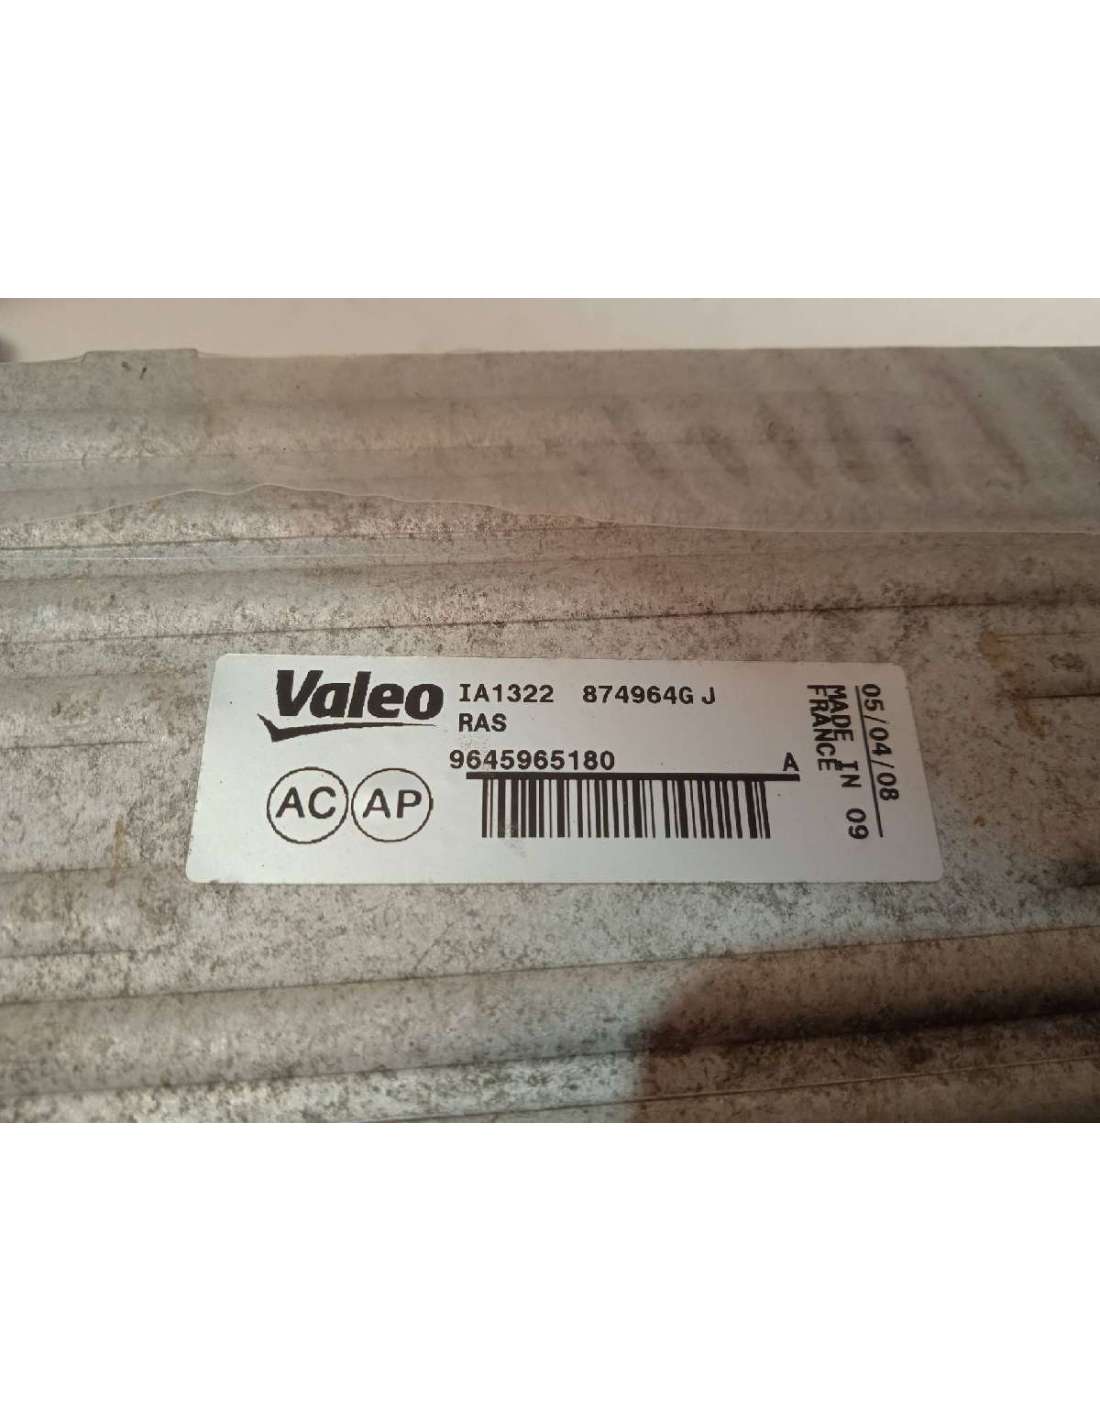 Valeo IA1322 874964G J
RAS
9645965180 A
AC AP
05/04/08
MADE IN 09
FRANCE